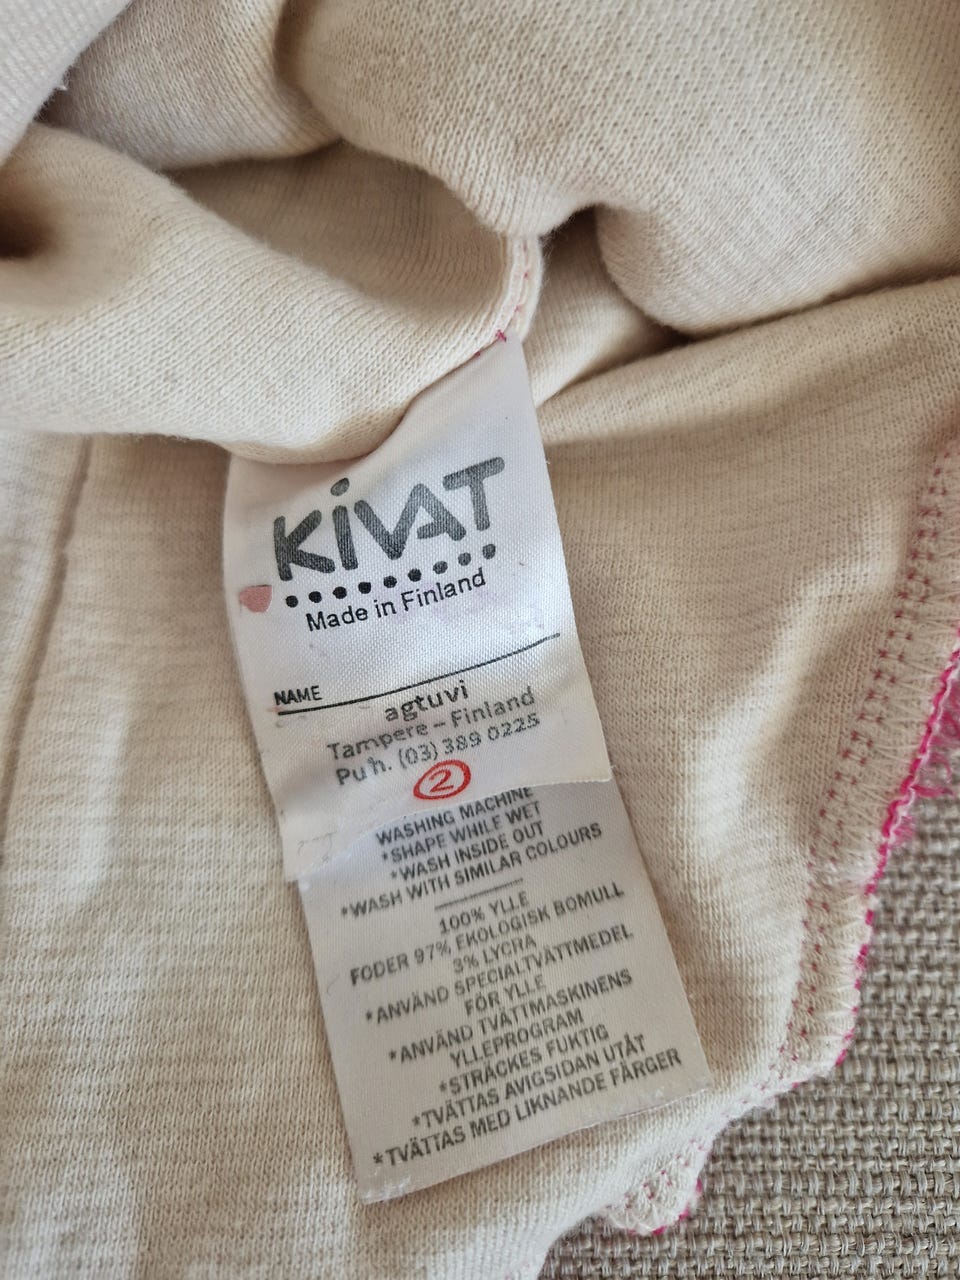 KIVAT
Made in Finland
NAME
agtuvi
Tampere - Finland
Puh. (03) 389 0225
2
WASHING MACHINE
*SHAPE WHILE WET
*WASH INSIDE OUT
*WASH WITH SIMILAR COLOURS
100% YLLE
FODER 97% EKOLOGISK BOMULL
3% LYCRA
*ANVÄND SPECIALTVÄTTMEDEL
FÖR YLLE
*ANVÄND TVÄTTMASKINENS
YLLEPROGRAM
*STRÄCKES FUKTIG
*TVÄTTAS AVIGSIDAN UTÅT
*TVÄTTAS MED LIKNANDE FÄRGER